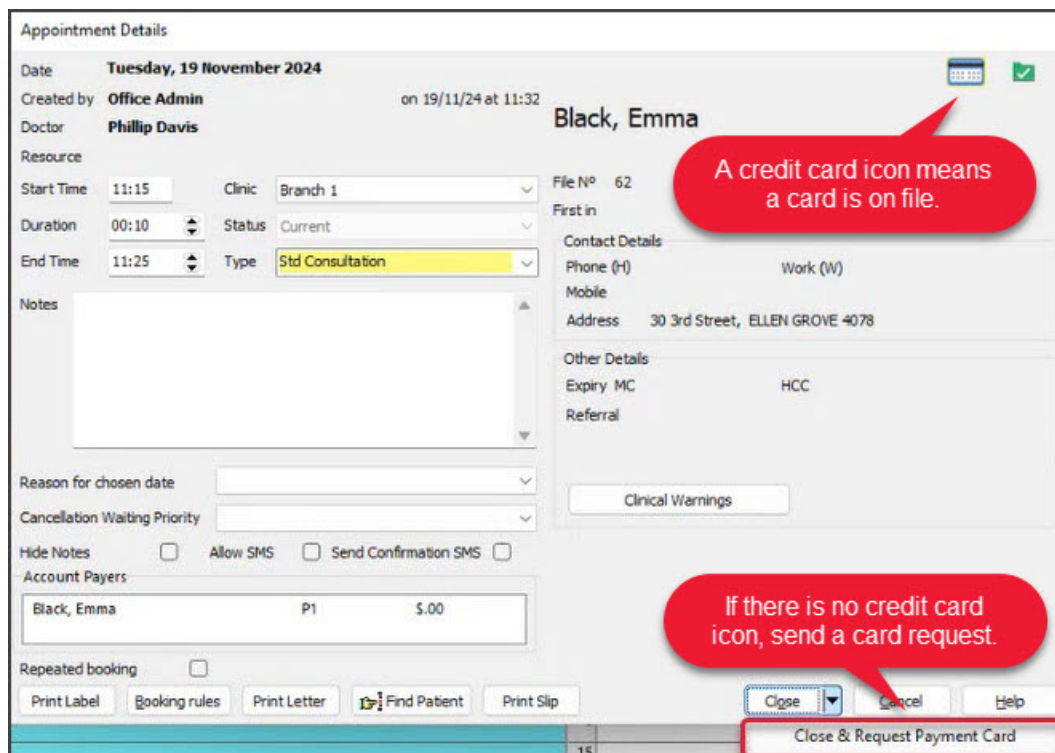 Appointment Details
Date Tuesday, 19 November 2024
Created by Office Admin on 19/11/24 at 11:32
Doctor Phillip Davis
Resource
Start Time 11:15 Clinic Branch 1
Duration 00:10 Status Current
End Time 11:25 Type Std Consultation
Notes
Reason for chosen date
Cancellation Waiting Priority
Hide Notes Allow SMS Send Confirmation SMS
Account Payers
Black, Emma P1 $.00
Repeated booking
Black, Emma
A credit card icon means
a card is on file.
File Nº 62
First in
Contact Details
Phone (H) Work (W)
Mobile
Address 30 3rd Street, ELLEN GROVE 4078
Other Details
Expiry MC HCC
Referral
Clinical Warnings
If there is no credit card
icon, send a card request.
Print Label Booking rules Print Letter Find Patient Print Slip Close Cancel Help
Close & Request Payment Card
15